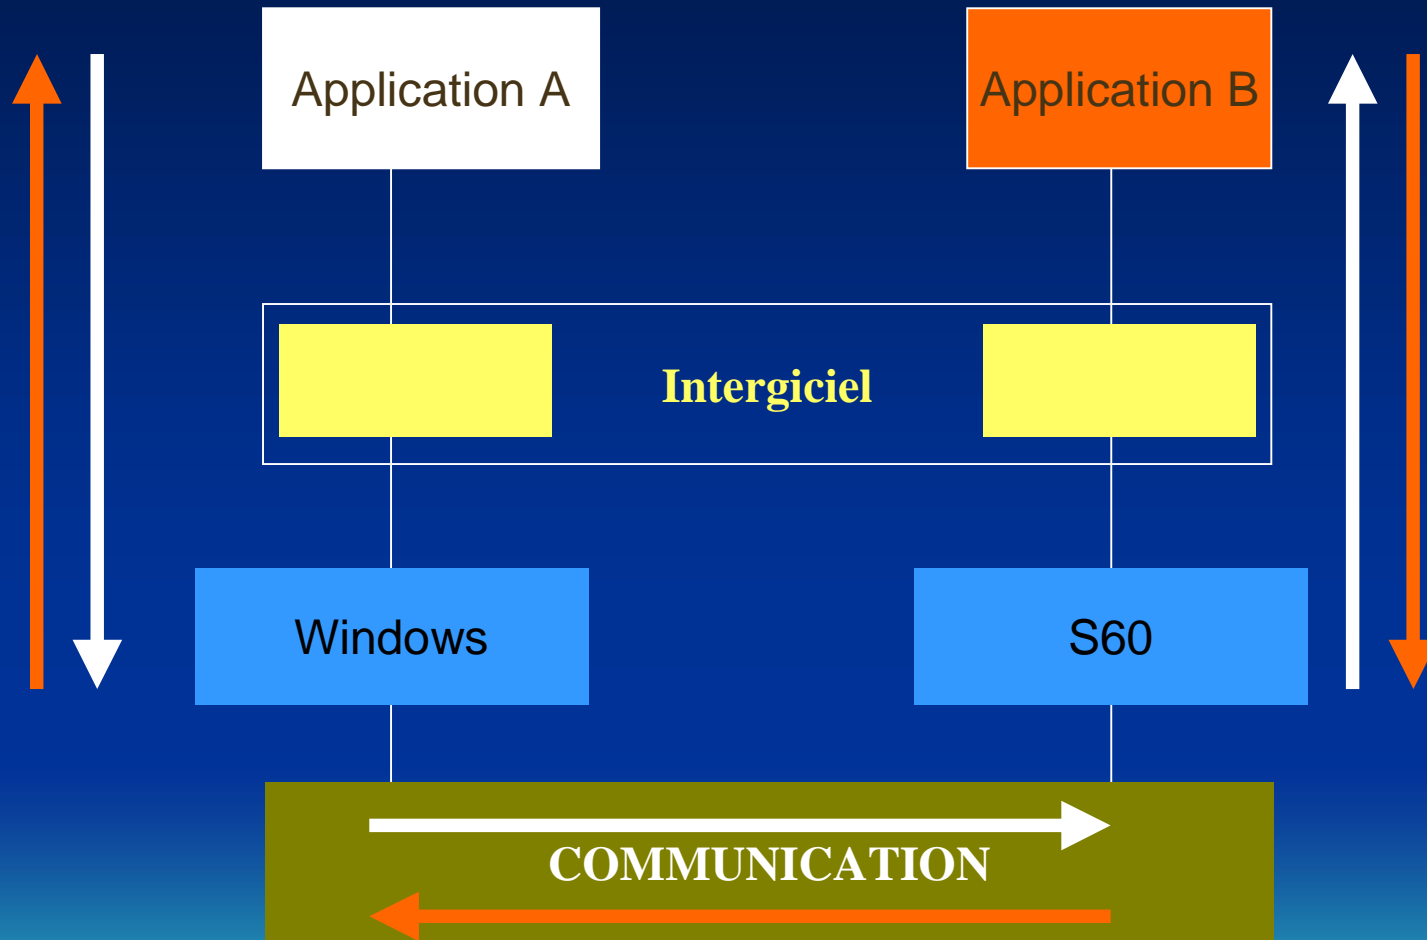 Application A
Application B
Intergiciel
Windows
S60
COMMUNICATION